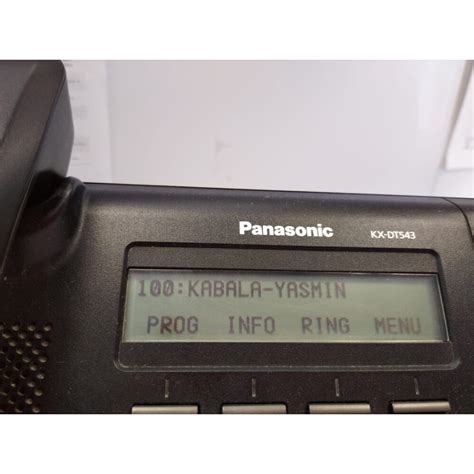 Panasonic KX-DT543
100:KABALA-YASMIN
PROG INFO RING MENU